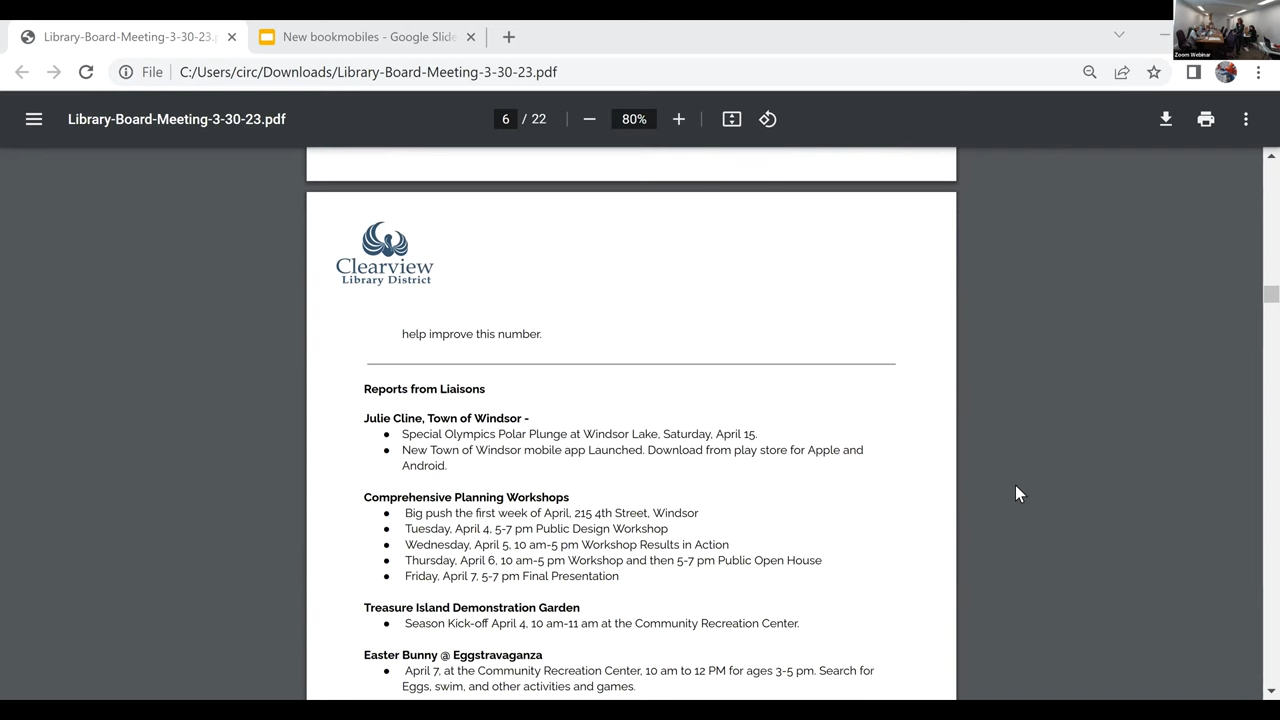 Library-Board-Meeting-3-30-23.p
New bookmobiles - Google Slide
Zoom Webinar
File
C:/Users/circ/Downloads/Library-Board-Meeting-3-30-23.pdf
Library-Board-Meeting-3-30-23.pdf
6 / 22
80%
Clearview
Library District
help improve this number.
Reports from Liaisons
Julie Cline, Town of Windsor -
● Special Olympics Polar Plunge at Windsor Lake, Saturday, April 15.
● New Town of Windsor mobile app Launched. Download from play store for Apple and
Android.
Comprehensive Planning Workshops
● Big push the first week of April, 215 4th Street, Windsor
● Tuesday, April 4, 5-7 pm Public Design Workshop
● Wednesday, April 5, 10 am-5 pm Workshop Results in Action
● Thursday, April 6, 10 am-5 pm Workshop and then 5-7 pm Public Open House
● Friday, April 7, 5-7 pm Final Presentation
Treasure Island Demonstration Garden
● Season Kick-off April 4, 10 am-11 am at the Community Recreation Center.
Easter Bunny @ Eggstravaganza
● April 7, at the Community Recreation Center, 10 am to 12 PM for ages 3-5 pm. Search for
Eggs, swim, and other activities and games.